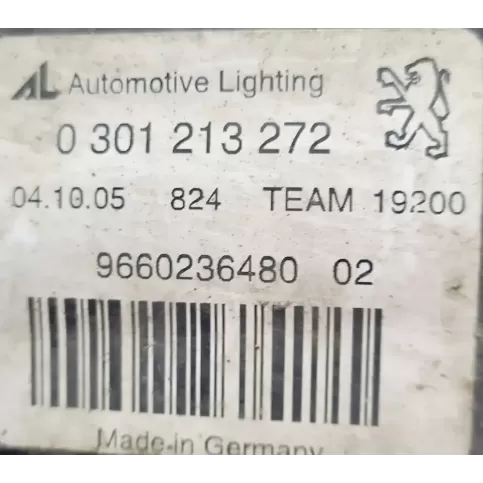 AL Automotive Lighting
0 301 213 272
04.10.05 824 TEAM 19200
9660236480 02
Made-in Germany